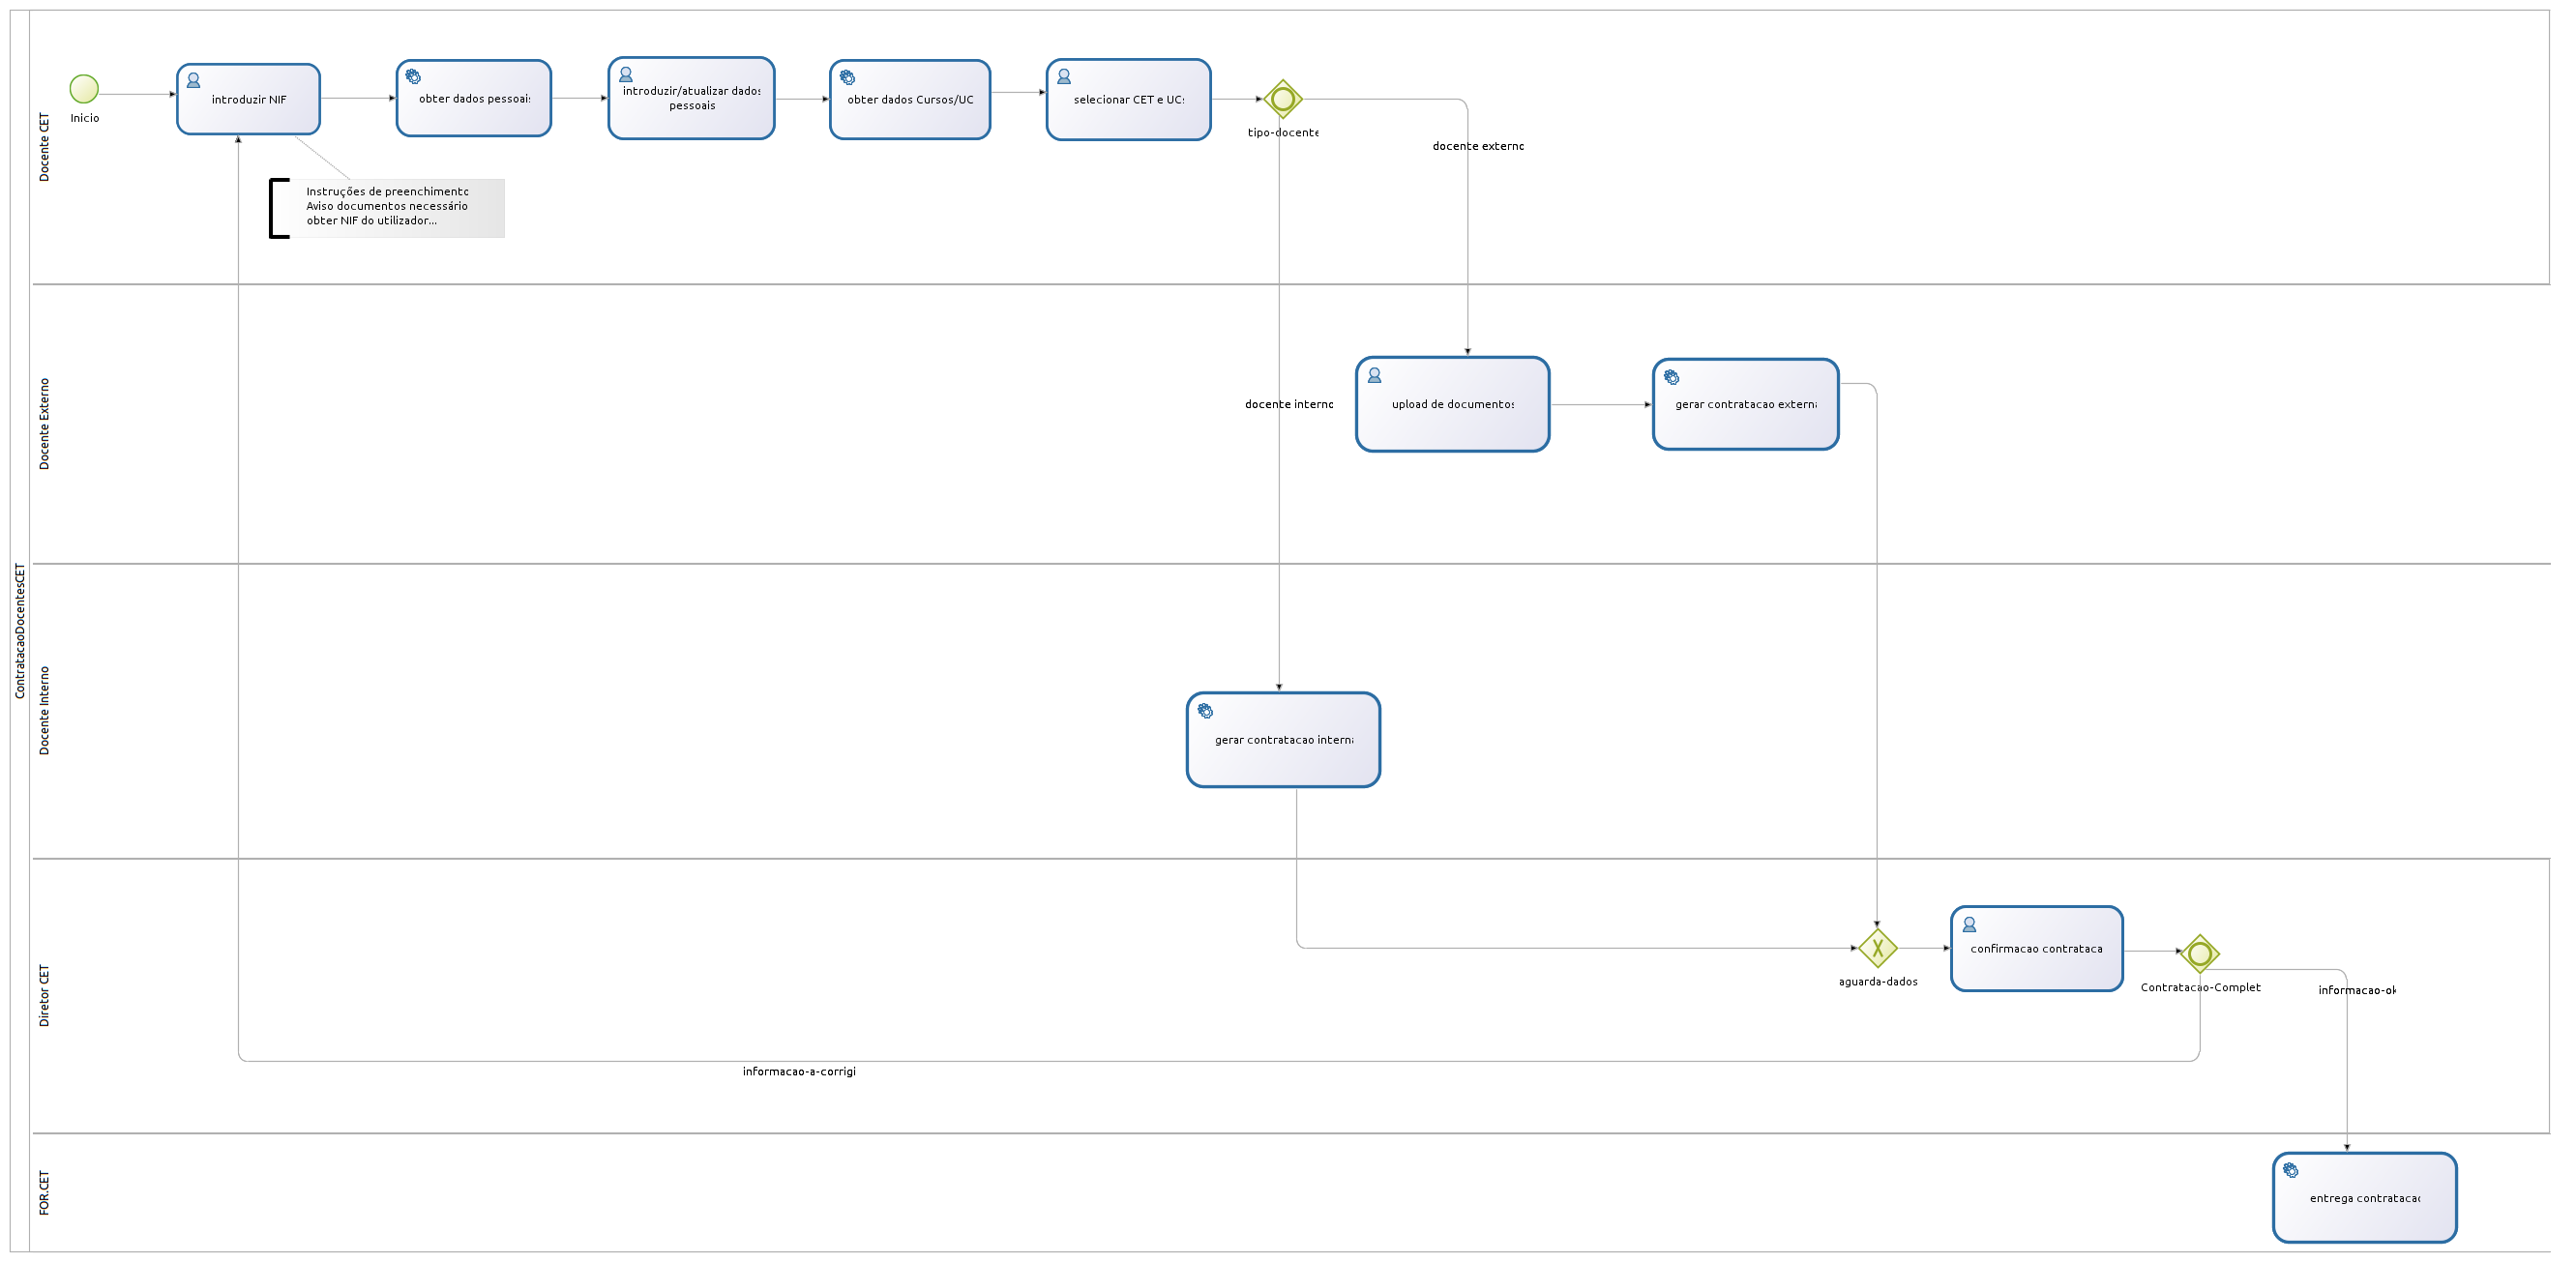 ContratacaoDocentesCET
Docente CET
Inicio
introduzir NIF
obter dados pessoais
introduzir/atualizar dados
pessoais
obter dados Cursos/UC
selecionar CET e UCs
tipo-docente
docente externo
Instruções de preenchimento
Aviso documentos necessário
obter NIF do utilizador...
Docente Externo
docente interno
upload de documentos
gerar contratacao externa
Docente Interno
gerar contratacao interna
Diretor CET
aguarda-dados
confirmacao contrataca
Contratacao-Complet
informacao-ok
informacao-a-corrigi
FOR.CET
entrega contratacao